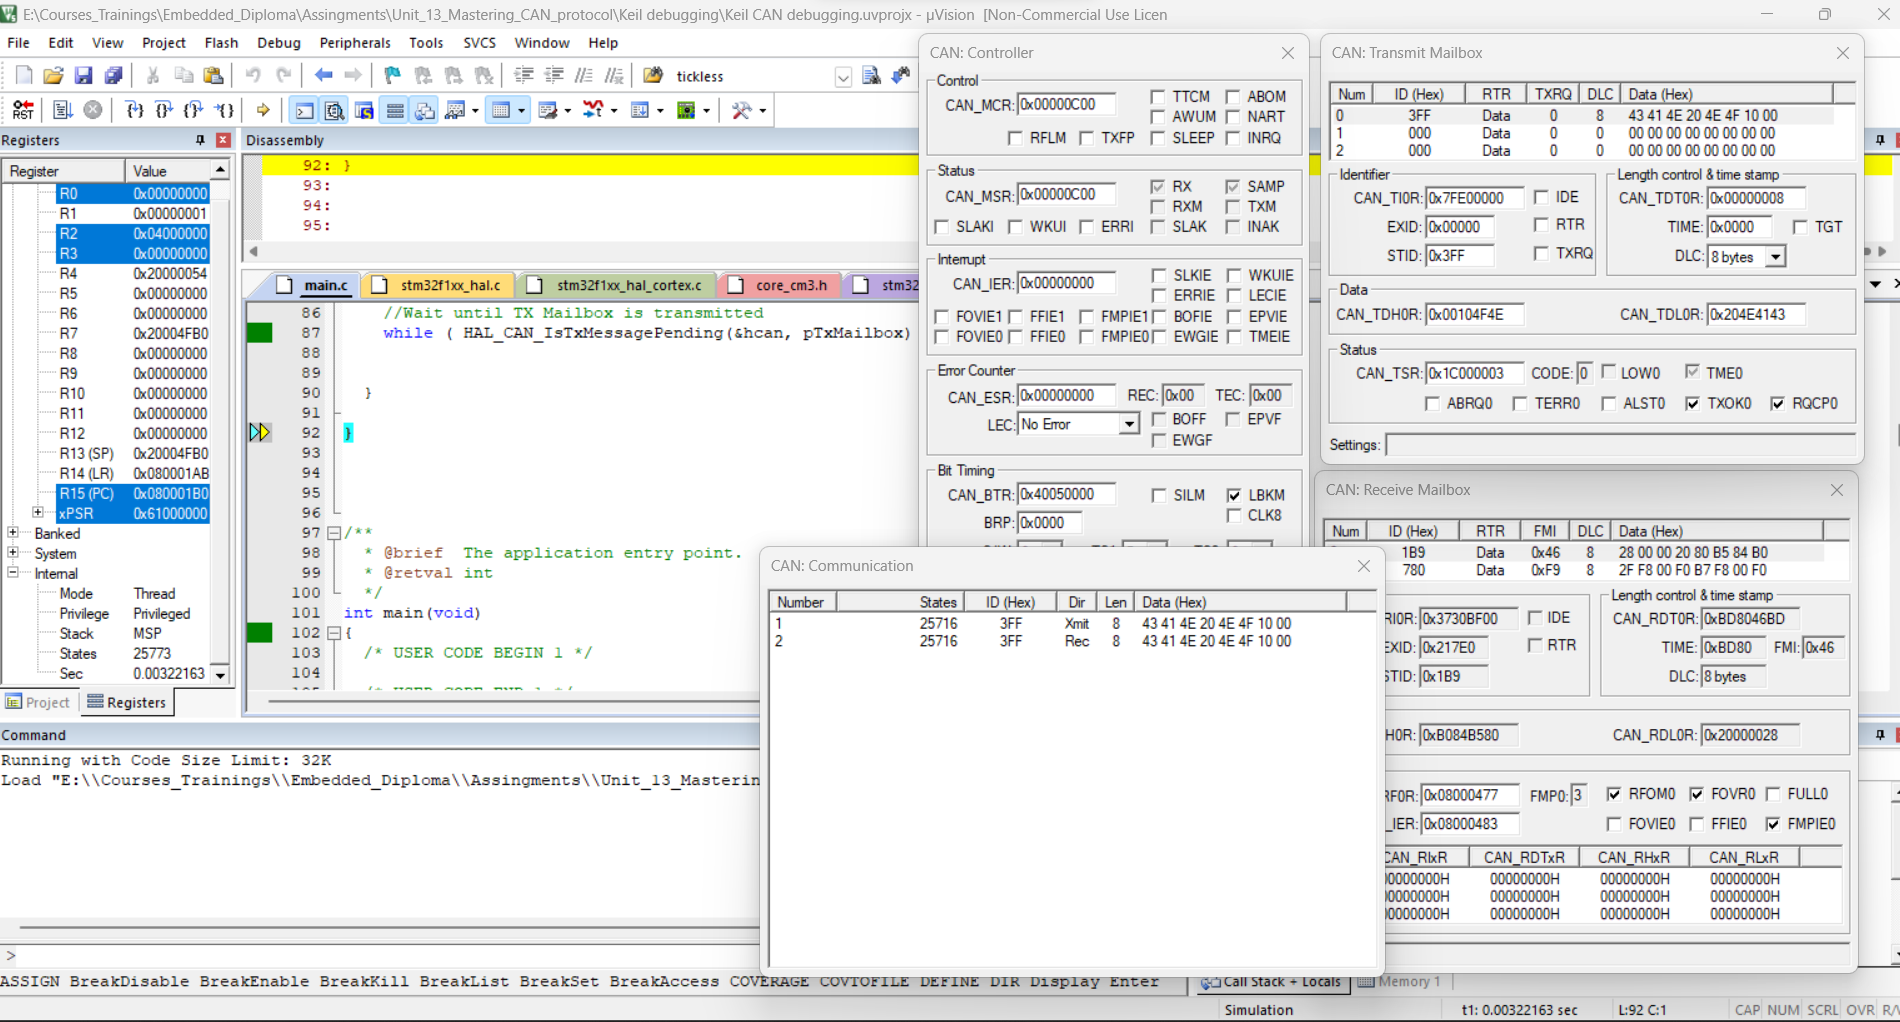 E:\Courses_Trainings\Embedded_Diploma\Assingments\Unit_13_Mastering_CAN_protocol\Keil debugging\Keil CAN debugging.uvprojx - µVision [Non-Commercial Use Licen
File Edit View Project Flash Debug Peripherals Tools SVCS Window Help
tickless
RST
Registers
Register Value
R0 0x00000000
R1 0x00000001
R2 0x04000000
R3 0x00000000
R4 0x20000054
R5 0x00000000
R6 0x00000000
R7 0x20004FB0
R8 0x00000000
R9 0x00000000
R10 0x00000000
R11 0x00000000
R12 0x00000000
R13 (SP) 0x20004FB0
R14 (LR) 0x080001AB
R15 (PC) 0x080001B0
xPSR 0x61000000
Banked
System
Internal
Mode Thread
Privilege Privileged
Stack MSP
States 25773
Sec 0.00322163
Project Registers
Disassembly
92: }
93:
94:
95:
main.c stm32f1xx_hal.c stm32f1xx_hal_cortex.c core_cm3.h stm32
86 //Wait until TX Mailbox is transmitted
87 while ( HAL_CAN_IsTxMessagePending(&hcan, pTxMailbox)
88
89
90 }
91
92 }
93
94
95
96
97 /**
98 * @brief The application entry point.
99 * @retval int
100 */
101 int main(void)
102 {
103 /* USER CODE BEGIN 1 */
104
Command
Running with Code Size Limit: 32K
Load "E:\\Courses_Trainings\\Embedded_Diploma\\Assingments\\Unit_13_Masterin
>
ASSIGN BreakDisable BreakEnable BreakKill BreakList BreakSet BreakAccess COVERAGE COVTOFILE DEFINE DIR Display Enter
CAN: Controller
Control
CAN_MCR: 0x00000C00 TTCM ABOM
AWUM NART
RFLM TXFP SLEEP INRQ
Status
CAN_MSR: 0x00000C00 RX SAMP
RXM TXM
SLAKI WKUI ERRI SLAK INAK
Interrupt
CAN_IER: 0x00000000 SLKIE WKUIE
ERRIE LECIE
FOVIE1 FFIE1 FMPIE1 BOFIE EPVIE
FOVIE0 FFIE0 FMPIE0 EWGIE TMEIE
Error Counter
CAN_ESR: 0x00000000 REC: 0x00 TEC: 0x00
LEC: No Error BOFF EPVF
EWGF
Bit Timing
CAN_BTR: 0x40050000 SILM LBKM
BRP: 0x0000 CLK8
CAN: Transmit Mailbox
Num ID (Hex) RTR TXRQ DLC Data (Hex)
0 3FF Data 0 8 43 41 4E 20 4E 4F 10 00
1 000 Data 0 0 00 00 00 00 00 00 00 00
2 000 Data 0 0 00 00 00 00 00 00 00 00
Identifier
CAN_TI0R: 0x7FE00000 IDE
EXID: 0x00000 RTR
STID: 0x3FF TXRQ
Length control & time stamp
CAN_TDT0R: 0x00000008
TIME: 0x0000 TGT
DLC: 8 bytes
Data
CAN_TDH0R: 0x00104F4E CAN_TDL0R: 0x204E4143
Status
CAN_TSR: 0x1C000003 CODE: 0 LOW0 TME0
ABRQ0 TERR0 ALST0 TXOK0 RQCP0
Settings:
CAN: Receive Mailbox
Num ID (Hex) RTR FMI DLC Data (Hex)
1B9 Data 0x46 8 28 00 00 20 80 B5 84 B0
780 Data 0xF9 8 2F F8 00 F0 B7 F8 00 F0
RI0R: 0x3730BF00 IDE
EXID: 0x217E0 RTR
STID: 0x1B9
Length control & time stamp
CAN_RDT0R: 0xBD8046BD
TIME: 0xBD80 FMI: 0x46
DLC: 8 bytes
H0R: 0xB084B580 CAN_RDL0R: 0x20000028
RF0R: 0x08000477 FMP0: 3 RFOM0 FOVR0 FULL0
_IER: 0x08000483 FOVIE0 FFIE0 FMPIE0
CAN_RIxR CAN_RDTxR CAN_RHxR CAN_RLxR
00000000H 00000000H 00000000H 00000000H
00000000H 00000000H 00000000H 00000000H
00000000H 00000000H 00000000H 00000000H
CAN: Communication
Number States ID (Hex) Dir Len Data (Hex)
1 25716 3FF Xmit 8 43 41 4E 20 4E 4F 10 00
2 25716 3FF Rec 8 43 41 4E 20 4E 4F 10 00
Call Stack + Locals Memory 1
Simulation t1: 0.00322163 sec L:92 C:1 CAP NUM SCRL OVR R/